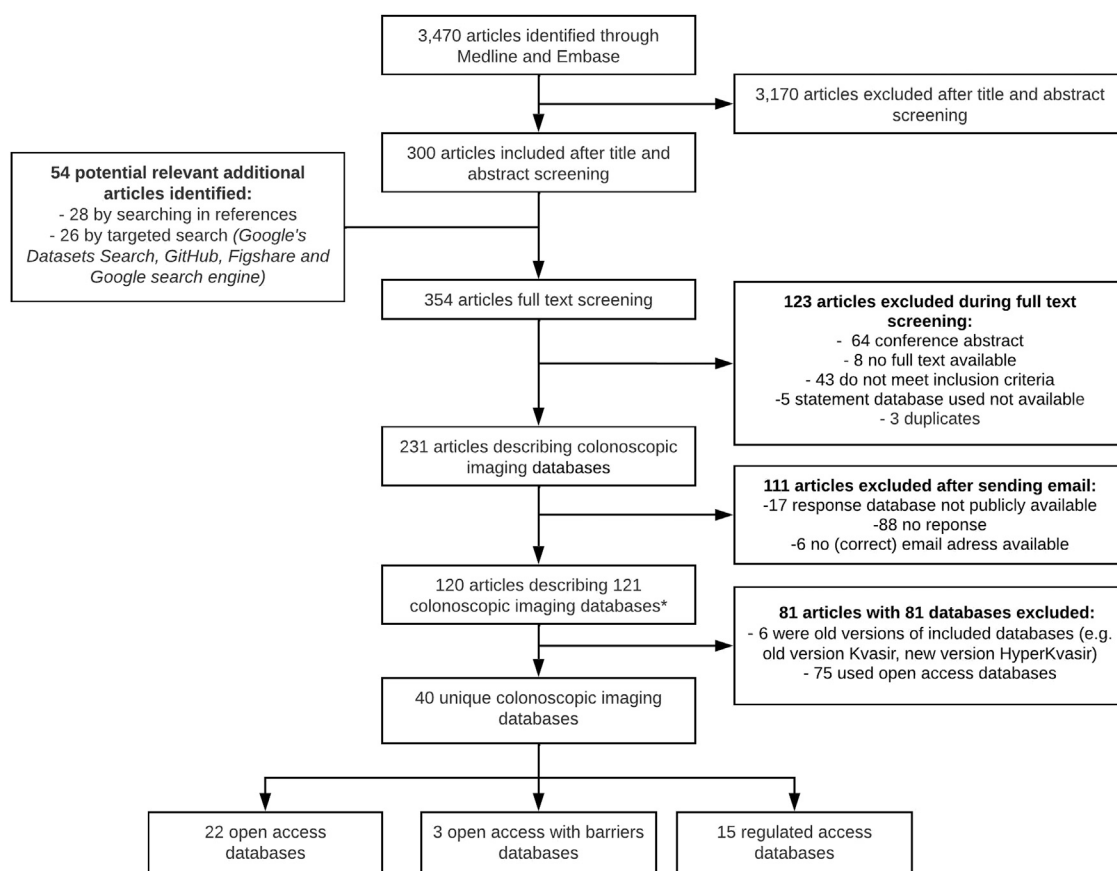 3,470 articles identified through
Medline and Embase
3,170 articles excluded after title and abstract
screening
300 articles included after title and
abstract screening
54 potential relevant additional
articles identified:
- 28 by searching in references
- 26 by targeted search (Google's
Datasets Search, GitHub, Figshare and
Google search engine)
354 articles full text screening
123 articles excluded during full text
screening:
- 64 conference abstract
- 8 no full text available
- 43 do not meet inclusion criteria
-5 statement database used not available
- 3 duplicates
231 articles describing colonoscopic
imaging databases
111 articles excluded after sending email:
-17 response database not publicly available
-88 no reponse
-6 no (correct) email adress available
120 articles describing 121
colonoscopic imaging databases*
81 articles with 81 databases excluded:
- 6 were old versions of included databases (e.g.
old version Kvasir, new version HyperKvasir)
- 75 used open access databases
40 unique colonoscopic imaging
databases
22 open access
databases
3 open access with barriers
databases
15 regulated access
databases